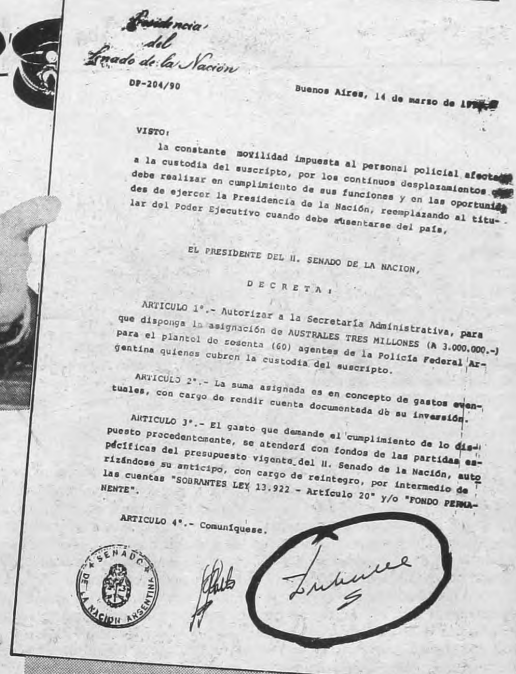 Presidencia
del
Senado de la Nación
DP-204/90
Buenos Aires, 14 de marzo de
VISTO:
la constante movilidad impuesta al personal policial afectado
a la custodia del suscripto, por los contínuos desplazamientos que
debe realizar en cumplimiento de sus funciones y en las oportunida
des de ejercer la Presidencia de la Nación, reemplazando al titu-
lar del Poder Ejecutivo cuando debe ausentarse del país,
EL PRESIDENTE DEL H. SENADO DE LA NACION,
D E C R E T A :
ARTICULO 1°.- Autorizar a la Secretaría Administrativa, para
que disponga la asignación de AUSTRALES TRES MILLONES (A 3.000.000.-)
para el plantel de sesenta (60) agentes de la Policía Federal Ar-
gentina quienes cubren la custodia del suscripto.
ARTICULO 2°.- La suma asignada es en concepto de gastos even-
tuales, con cargo de rendir cuenta documentada de su inversión.
ARTICULO 3°.- El gasto que demande el cumplimiento de lo dis-
puesto precedentemente, se atenderá con fondos de las partidas es-
pecíficas del presupuesto vigente del H. Senado de la Nación, auto
rizándose su anticipo, con cargo de reintegro, por intermedio de
las cuentas "SOBRANTES LEY 13.922 - Artículo 20° y/o "FONDO PERMA-
NENTE".
ARTICULO 4°.- Comuníquese.
SENADO
DE LA NACION ARGENTINA